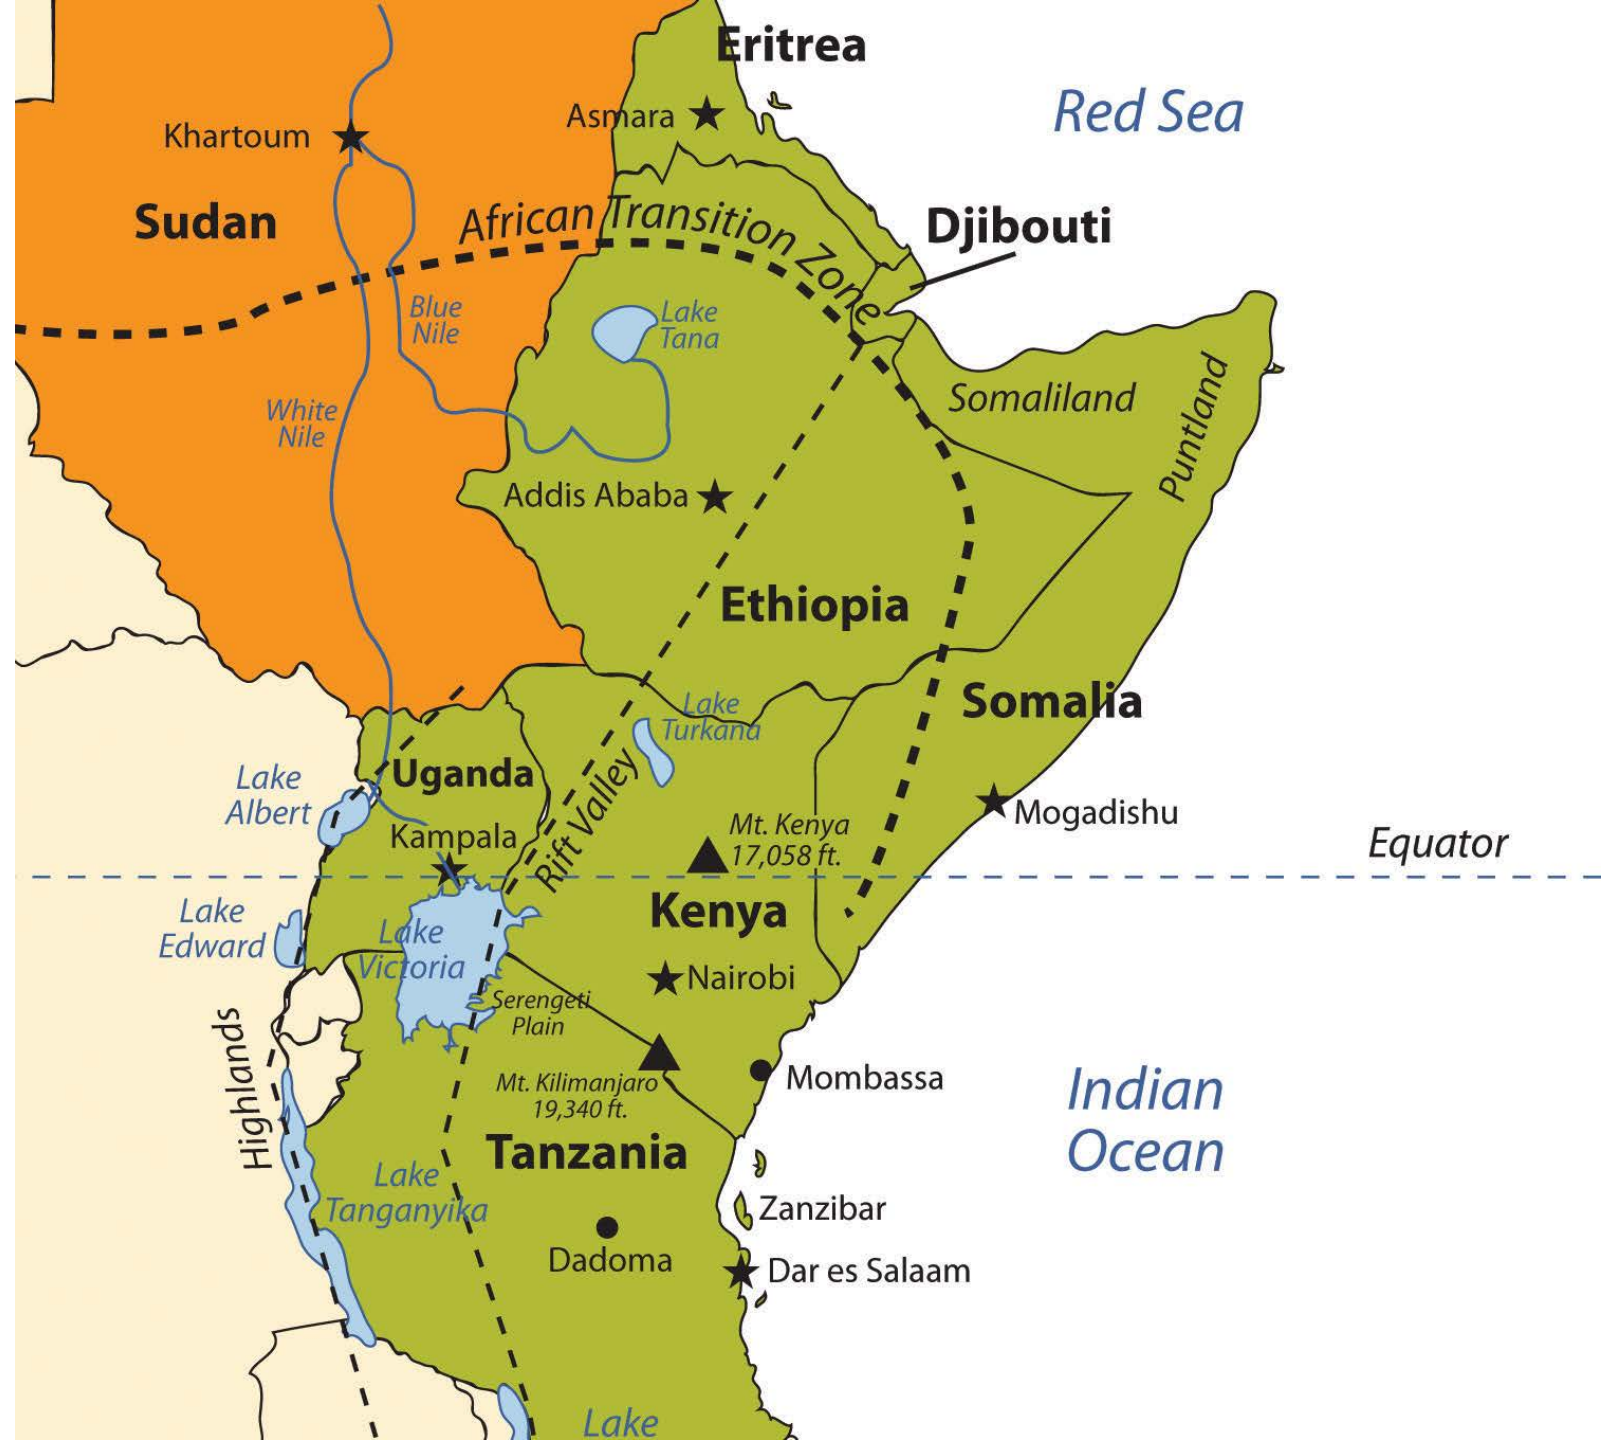 Eritrea
Red Sea
Asmara
Khartoum
Sudan
African Transition Zone
Djibouti
Blue
Nile
Lake
Tana
White
Nile
Somaliland
Puntland
Addis Ababa
Ethiopia
Somalia
Lake
Turkana
Uganda
Lake
Albert
Rift Valley
Mogadishu
Kampala
Mt. Kenya
17,058 ft.
Equator
Kenya
Lake
Edward
Lake
Victoria
Nairobi
Serengeti
Plain
Highlands
Mombassa
Mt. Kilimanjaro
19,340 ft.
Indian
Ocean
Tanzania
Lake
Tanganyika
Zanzibar
Dadoma
Dar es Salaam
Lake